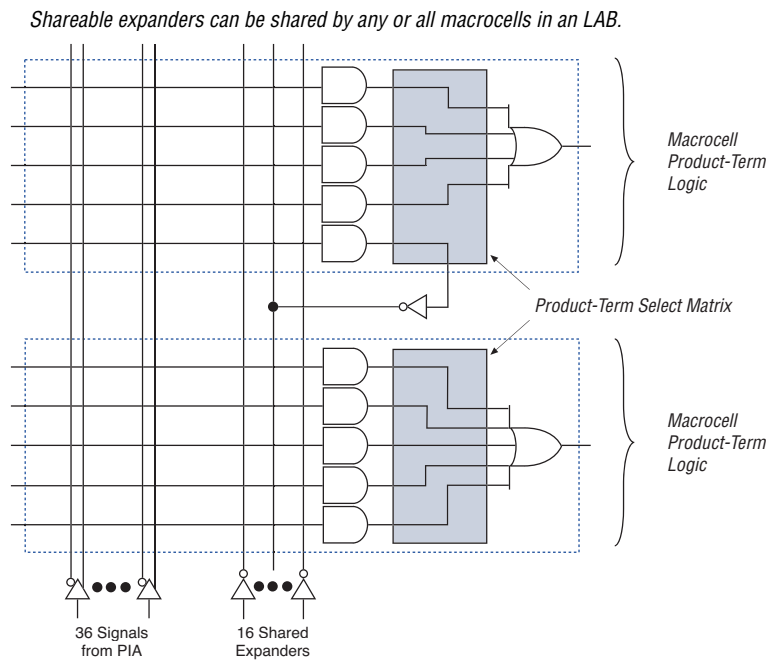 Shareable expanders can be shared by any or all macrocells in an LAB.
Macrocell
Product-Term
Logic
Product-Term Select Matrix
Macrocell
Product-Term
Logic
36 Signals
from PIA
16 Shared
Expanders